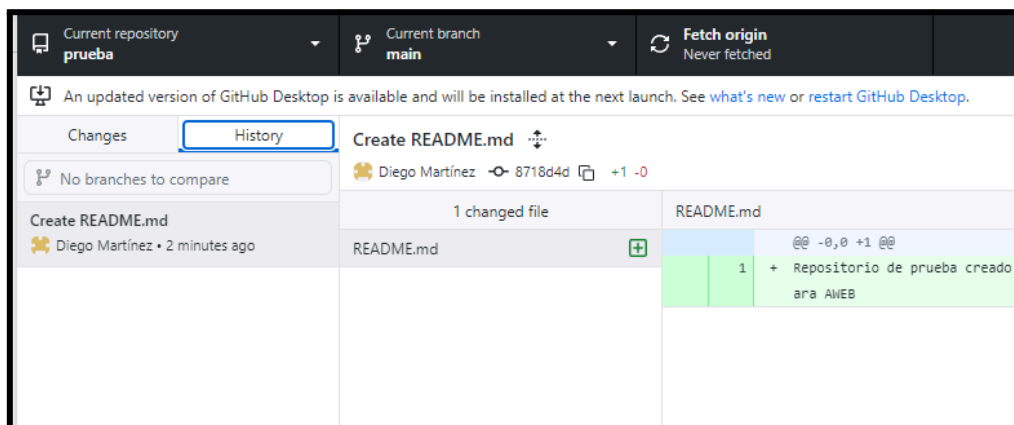 Current repository
prueba
Current branch
main
Fetch origin
Never fetched
An updated version of GitHub Desktop is available and will be installed at the next launch. See what's new or restart GitHub Desktop.
Changes
History
No branches to compare
Create README.md
Diego Martínez • 2 minutes ago
Create README.md
Diego Martínez 8718d4d +1 -0
1 changed file
README.md
README.md
@@ -0,0 +1 @@
1 + Repositorio de prueba creado
ara AWEB